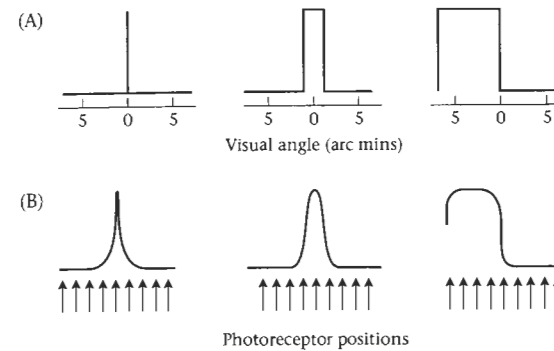 (A)
5 0 5 5 0 5 5 0 5
Visual angle (arc mins)
(B)
Photoreceptor positions